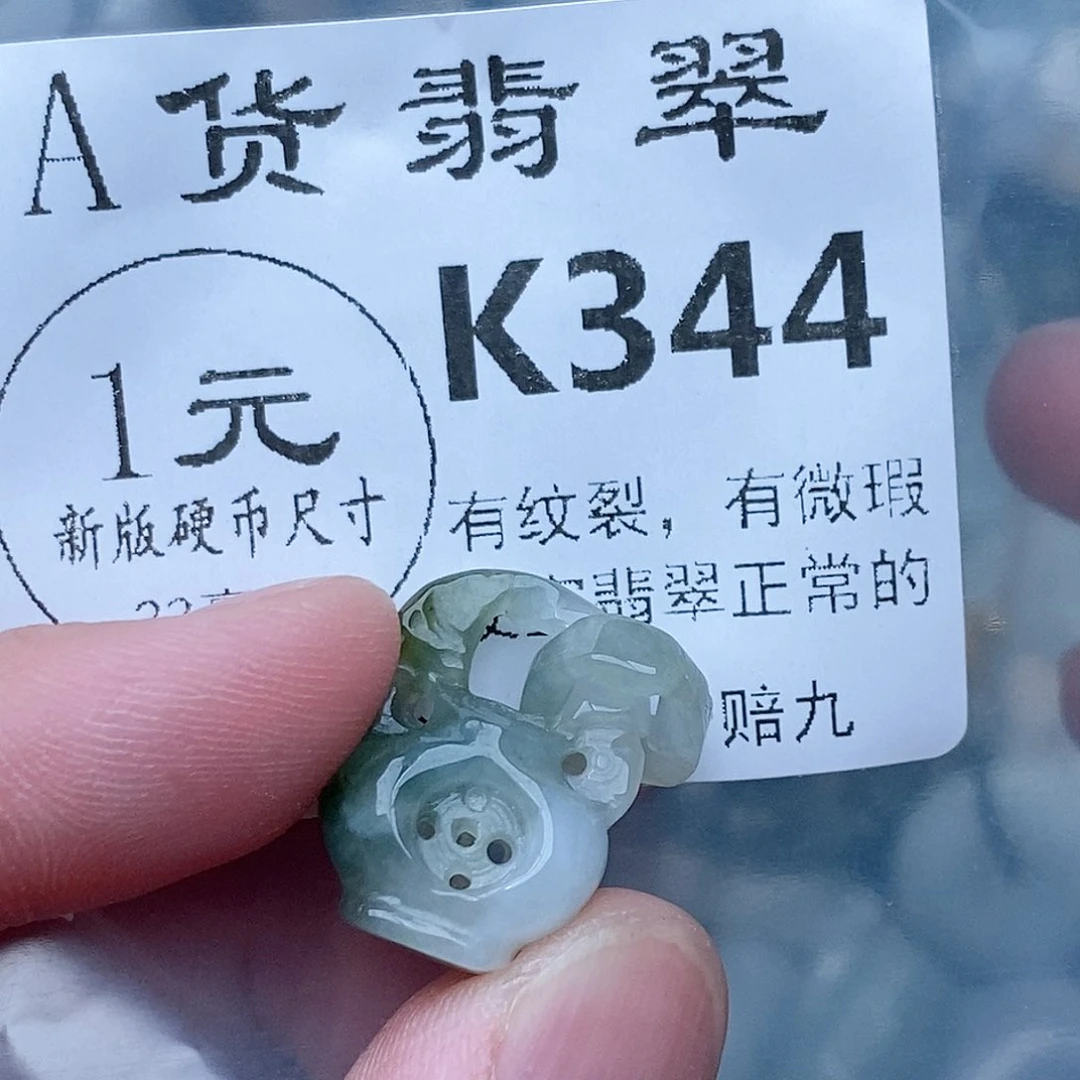 A货翡翠
K344
1元
新版硬币尺寸
有纹裂，有微瑕
翡翠正常的
赔九